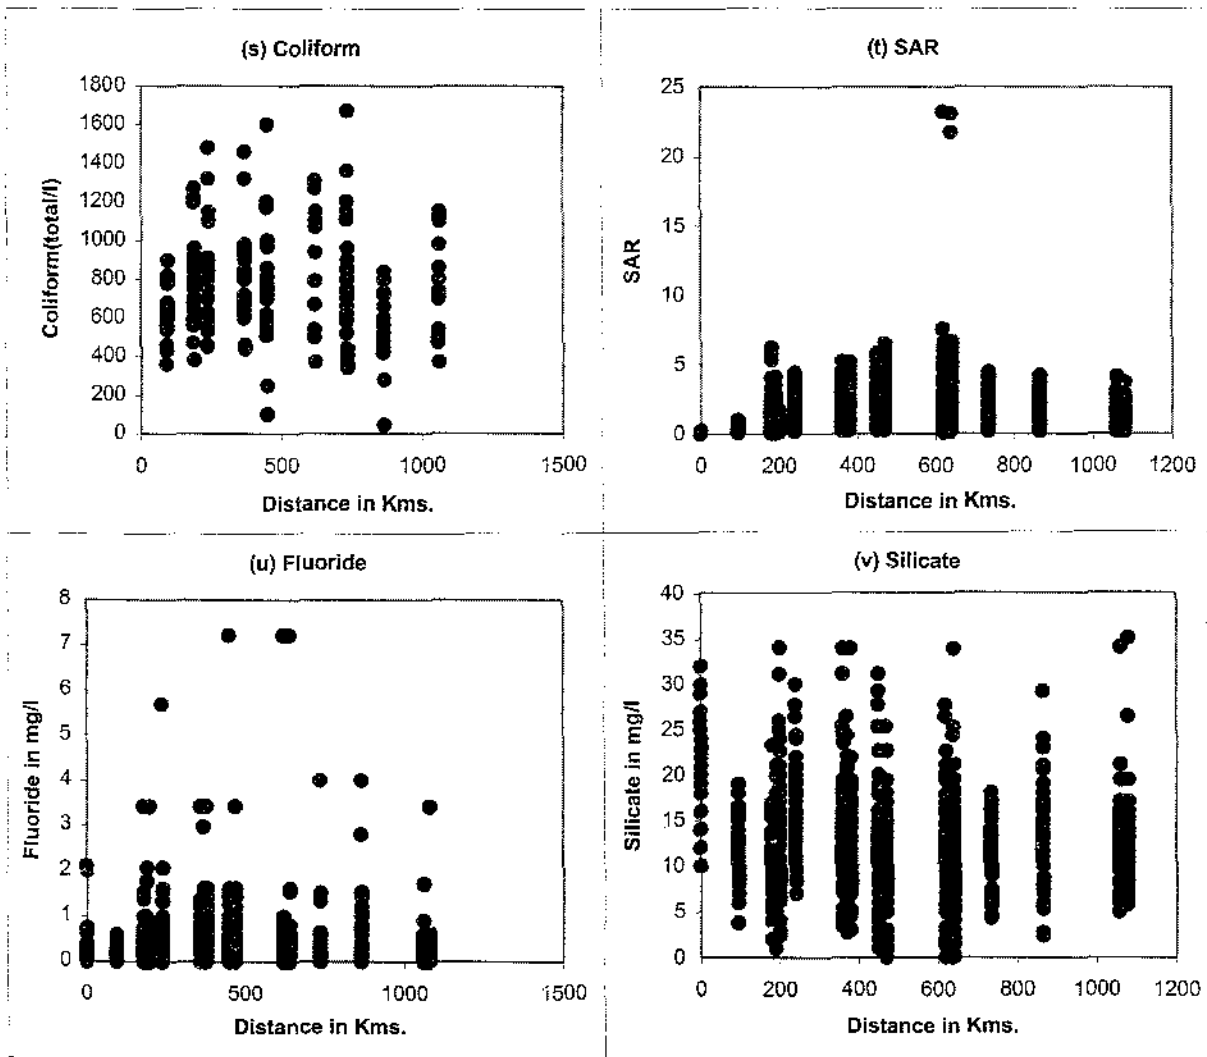 (s) Coliform
1800
1600
1400
1200
1000
800
600
400
200
0
Coliform(total/l)
0 500 1000 1500
Distance in Kms.
(t) SAR
25
20
15
10
5
0
SAR
0 200 400 600 800 1000 1200
Distance in Kms.
(u) Fluoride
8
7
6
5
4
3
2
1
0
Fluoride in mg/l
0 500 1000 1500
Distance in Kms.
(v) Silicate
40
35
30
25
20
15
10
5
0
Silicate in mg/l
0 200 400 600 800 1000 1200
Distance in Kms.